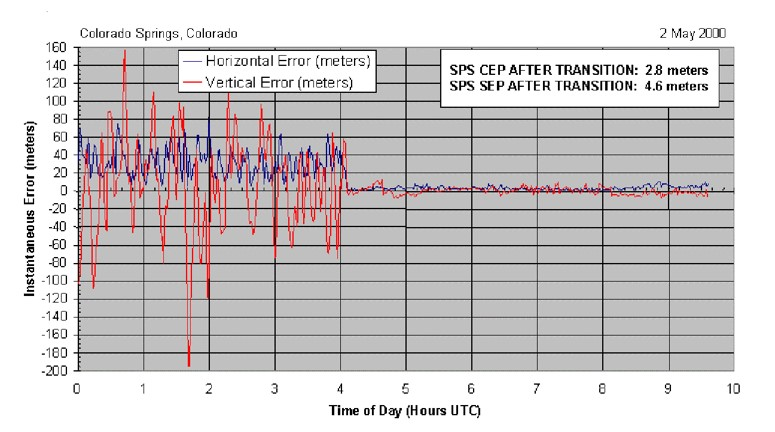 Colorado Springs, Colorado
2 May 2000
Horizontal Error (meters)
Vertical Error (meters)
SPS CEP AFTER TRANSITION: 2.8 meters
SPS SEP AFTER TRANSITION: 4.6 meters
Instantaneous Error (meters)
160
140
120
100
80
60
40
20
0
-20
-40
-60
-80
-100
-120
-140
-160
-180
-200
0 1 2 3 4 5 6 7 8 9 10
Time of Day (Hours UTC)